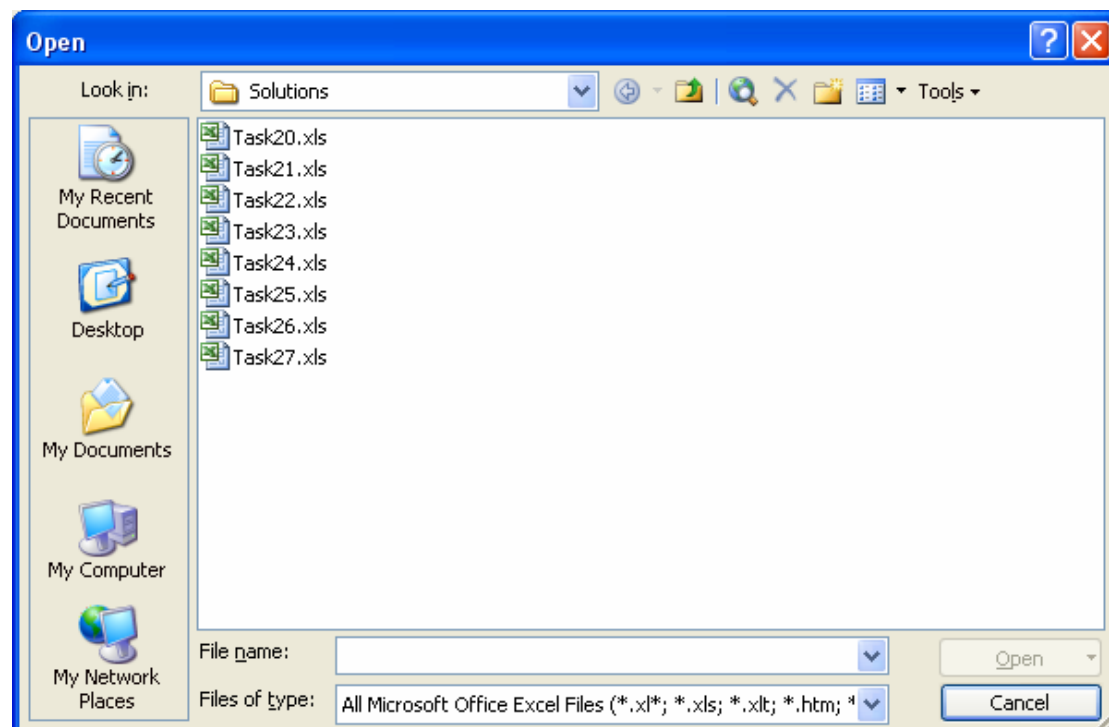 Open
Look in:
Solutions
Tools
My Recent
Documents
Desktop
My Documents
My Computer
My Network
Places
Task20.xls
Task21.xls
Task22.xls
Task23.xls
Task24.xls
Task25.xls
Task26.xls
Task27.xls
File name:
Open
Files of type:
All Microsoft Office Excel Files (*.xl*; *.xls; *.xlt; *.htm; *
Cancel